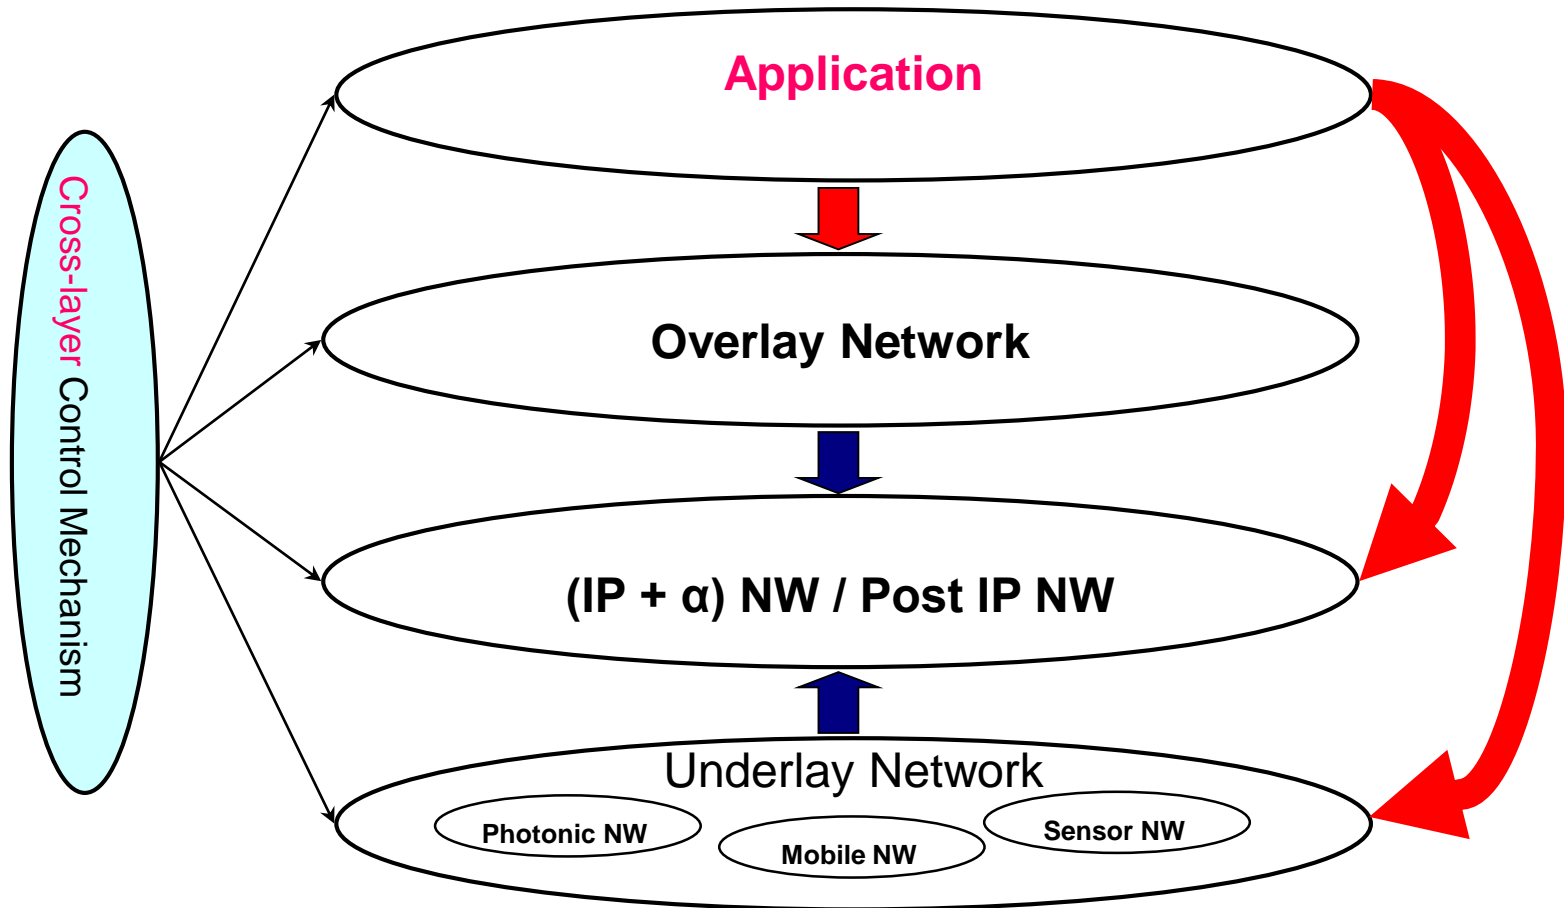 Application
Cross-layer Control Mechanism
Overlay Network
(IP + α) NW / Post IP NW
Underlay Network
Photonic NW
Mobile NW
Sensor NW